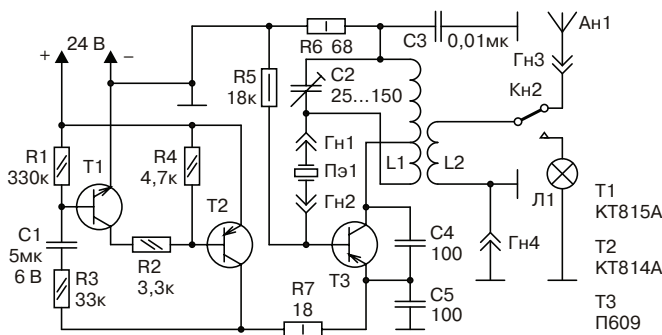 24 В
+
−
R1
330к
T1
R4
4,7к
T2
C1
5мк
6 В
R3
33к
R2
3,3к
R5
18к
R6 68
C3
0,01мк
C2
25...150
Гн1
Пэ1
Гн2
L1
L2
T3
R7
18
C4
100
C5
100
Ан1
Гн3
Кн2
Л1
Гн4
T1
КТ815А
T2
КТ814А
T3
П609